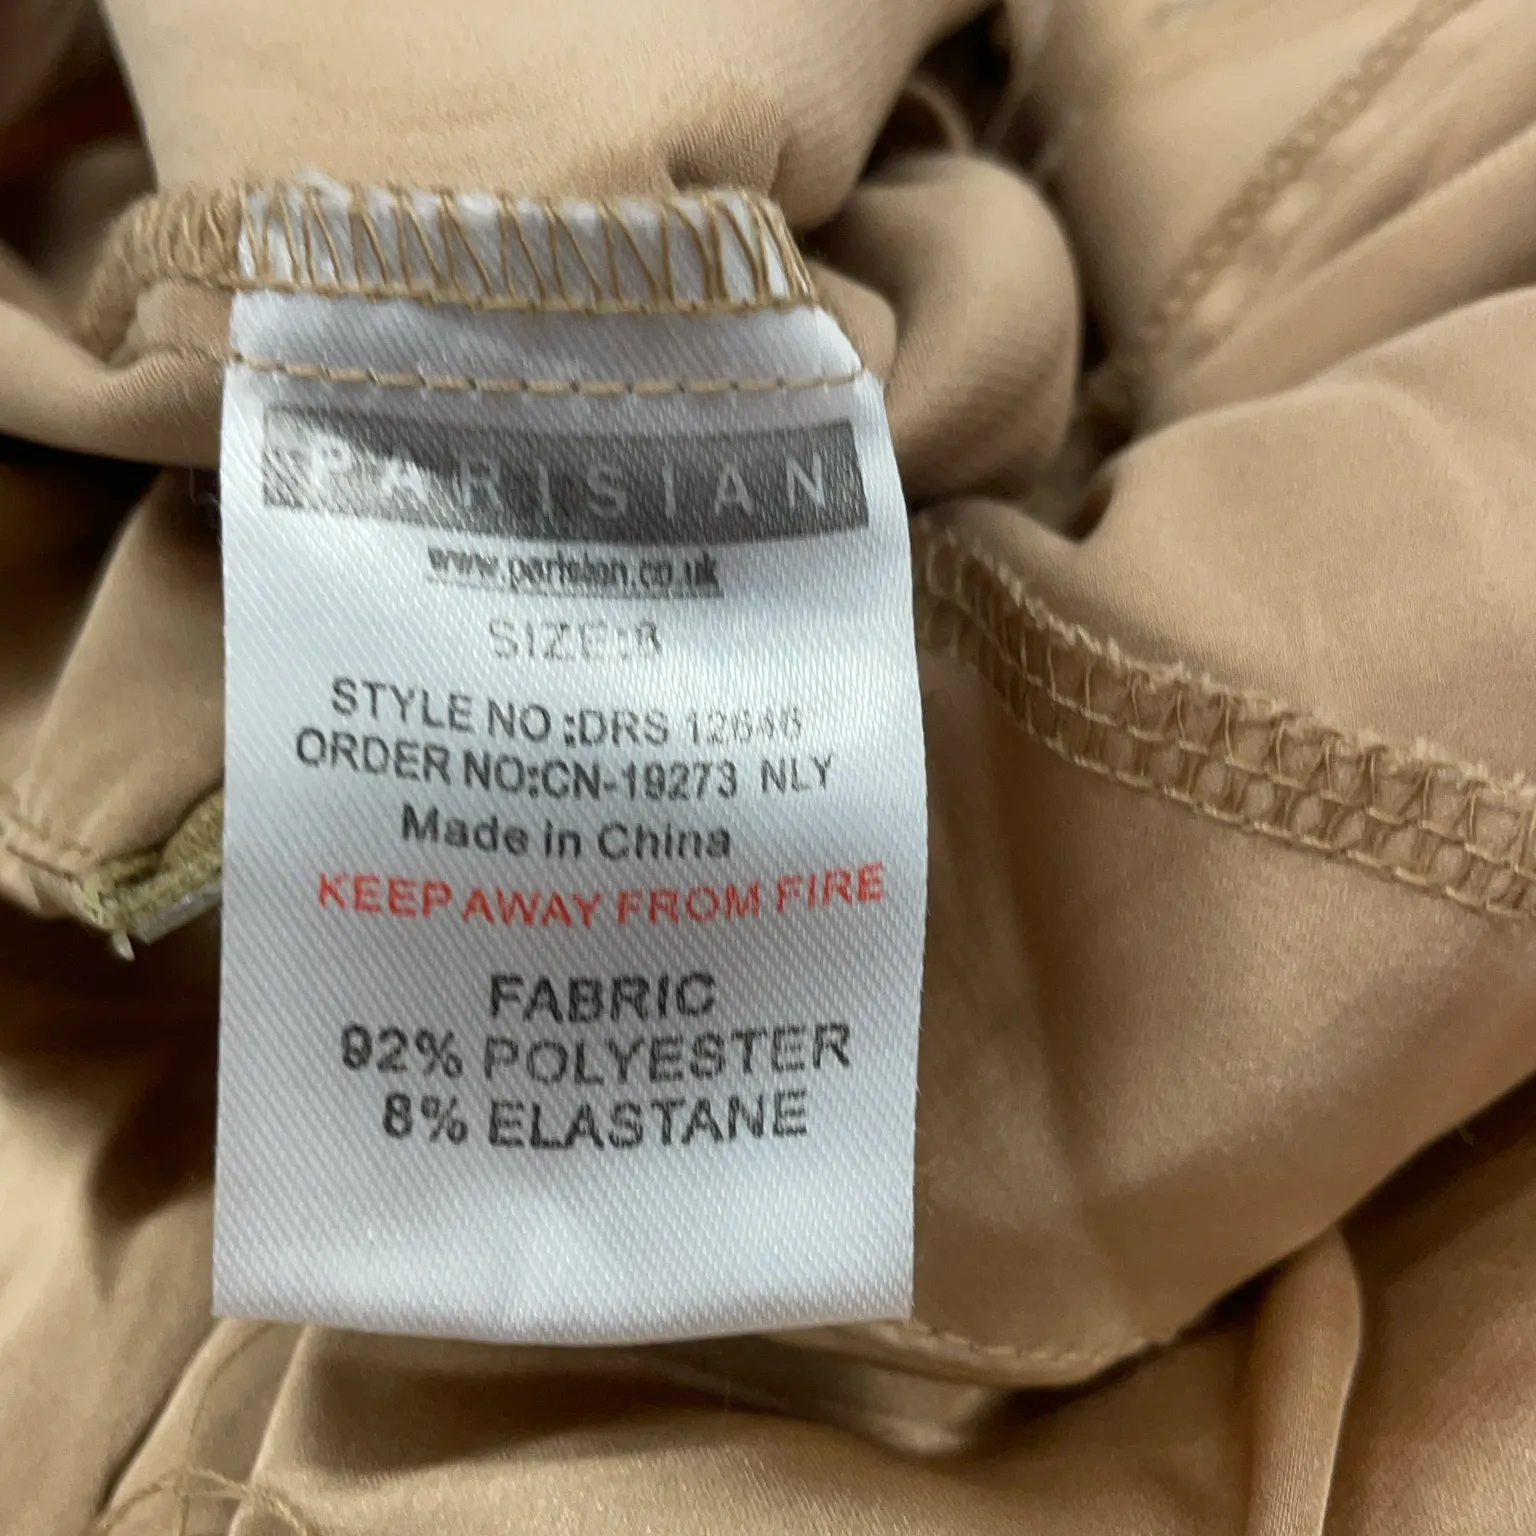 PARISIAN
www.parisian.co.uk
SIZE:8
STYLE NO:DRS 12646
ORDER NO:CN-19273 NLY
Made in China
KEEP AWAY FROM FIRE
FABRIC
92% POLYESTER
8% ELASTANE